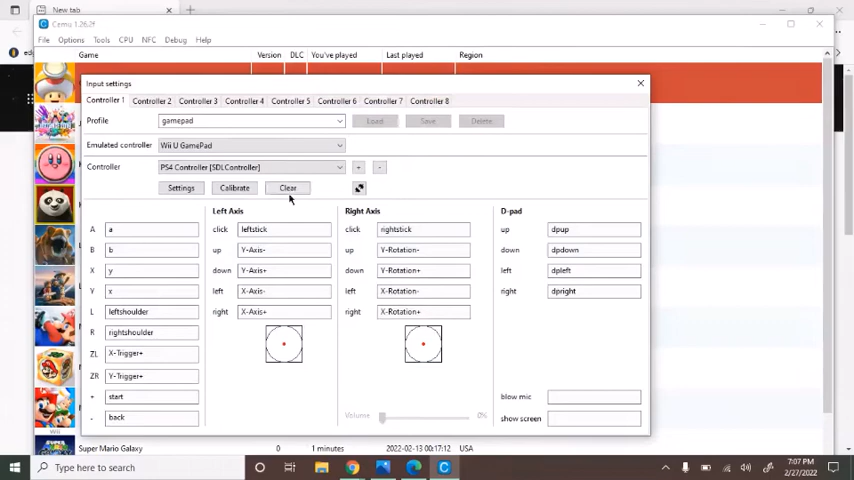 New tab
Cemu 1.26.2f
File Options Tools CPU NFC Debug Help
Game Version DLC You've played Last played Region
Input settings
Controller 1 Controller 2 Controller 3 Controller 4 Controller 5 Controller 6 Controller 7 Controller 8
Profile gamepad Load Save Delete
Emulated controller Wii U GamePad
Controller PS4 Controller [SDLController] + -
Settings Calibrate Clear
Left Axis Right Axis D-pad
A a click leftstick click rightstick up dpup
B b up Y-Axis- up Y-Rotation- down dpdown
X y down Y-Axis+ down Y-Rotation+ left dpleft
Y x left X-Axis- left X-Rotation- right dpright
L leftshoulder right X-Axis+ right X-Rotation+
R rightshoulder
ZL X-Trigger+
ZR Y-Trigger+
+ start blow mic
- back Volume 0% show screen
Wii
Super Mario Galaxy 0 1 minutes 2022-02-13 00:17:12 USA
Type here to search
7:07 PM
2/27/2022